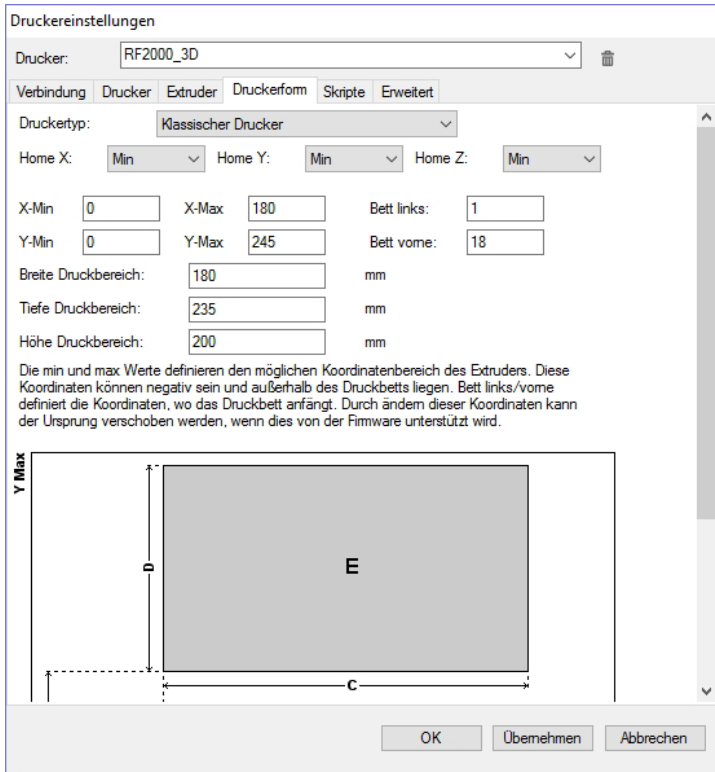 Druckereinstellungen
Drucker: RF2000_3D
Verbindung Drucker Extruder Druckerform Skripte Erweitert
Druckertyp: Klassischer Drucker
Home X: Min Home Y: Min Home Z: Min
X-Min 0 X-Max 180 Bett links: 1
Y-Min 0 Y-Max 245 Bett vorne: 18
Breite Druckbereich: 180 mm
Tiefe Druckbereich: 235 mm
Höhe Druckbereich: 200 mm
Die min und max Werte definieren den möglichen Koordinatenbereich des Extruders. Diese
Koordinaten können negativ sein und außerhalb des Druckbetts liegen. Bett links/vorne
definiert die Koordinaten, wo das Druckbett anfängt. Durch ändern dieser Koordinaten kann
der Ursprung verschoben werden, wenn dies von der Firmware unterstützt wird.
Y Max
D
E
C
OK Übernehmen Abbrechen